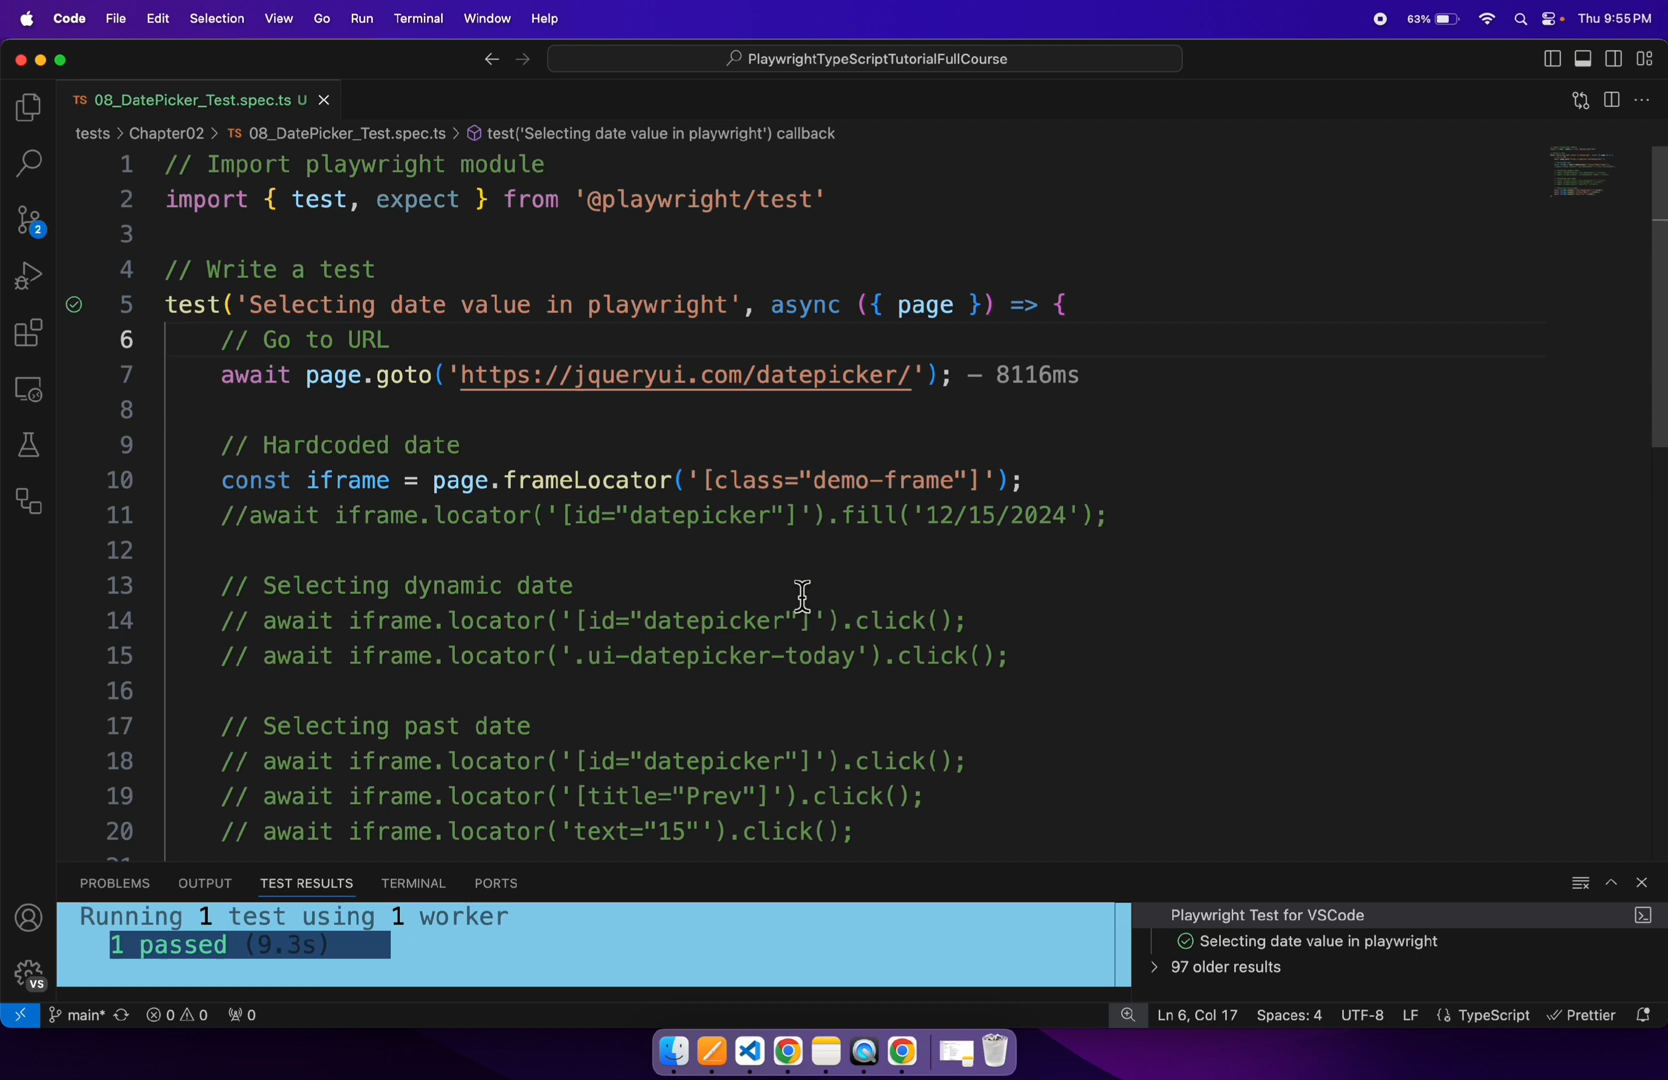 Code File Edit Selection View Go Run Terminal Window Help 63% Thu 9:55 PM
PlaywrightTypeScriptTutorialFullCourse
TS 08_DatePicker_Test.spec.ts U
tests > Chapter02 > TS 08_DatePicker_Test.spec.ts > test('Selecting date value in playwright') callback
1 // Import playwright module
2 import { test, expect } from '@playwright/test'
3
4 // Write a test
5 test('Selecting date value in playwright', async ({ page }) => {
6 // Go to URL
7 await page.goto('https://jqueryui.com/datepicker/'); — 8116ms
8
9 // Hardcoded date
10 const iframe = page.frameLocator('[class="demo-frame"]');
11 //await iframe.locator('[id="datepicker"]').fill('12/15/2024');
12
13 // Selecting dynamic date
14 // await iframe.locator('[id="datepicker"]').click();
15 // await iframe.locator('.ui-datepicker-today').click();
16
17 // Selecting past date
18 // await iframe.locator('[id="datepicker"]').click();
19 // await iframe.locator('[title="Prev"]').click();
20 // await iframe.locator('text="15"').click();
2
PROBLEMS OUTPUT TEST RESULTS TERMINAL PORTS
Running 1 test using 1 worker
1 passed (9.3s)
Playwright Test for VSCode
Selecting date value in playwright
> 97 older results
VS
main* 0 0 0 Ln 6, Col 17 Spaces: 4 UTF-8 LF {} TypeScript Prettier